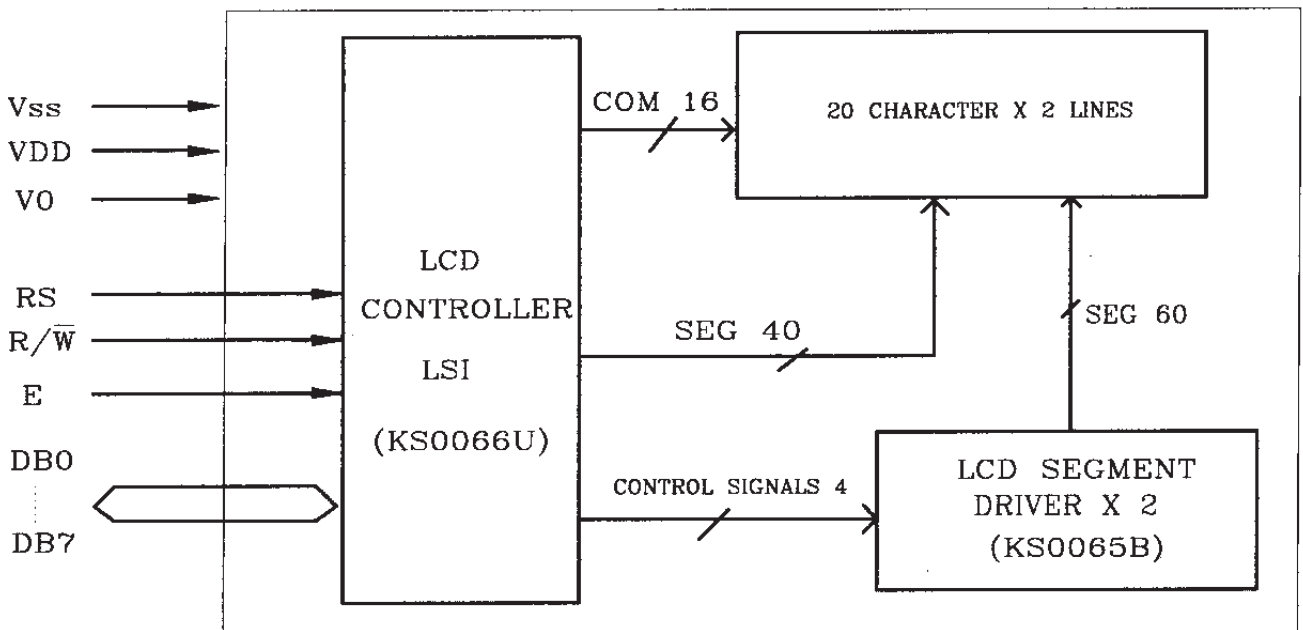 Vss
VDD
V0
RS
R/W̅
E
DB0
DB7
LCD
CONTROLLER
LSI
(KS0066U)
COM 16
20 CHARACTER X 2 LINES
SEG 40
SEG 60
CONTROL SIGNALS 4
LCD SEGMENT
DRIVER X 2
(KS0065B)